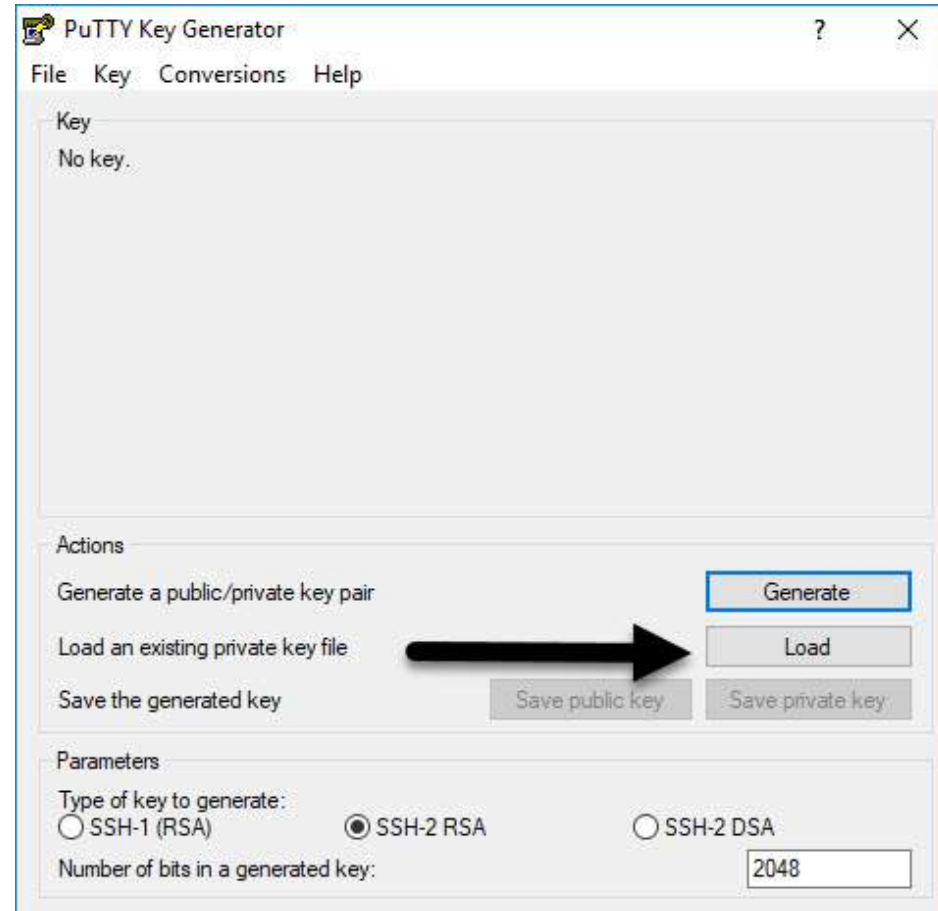 PuTTY Key Generator ?
File Key Conversions Help
Key
No key.
Actions
Generate a public/private key pair Generate
Load an existing private key file Load
Save the generated key Save public key Save private key
Parameters
Type of key to generate:
SSH-1 (RSA) SSH-2 RSA SSH-2 DSA
Number of bits in a generated key: 2048